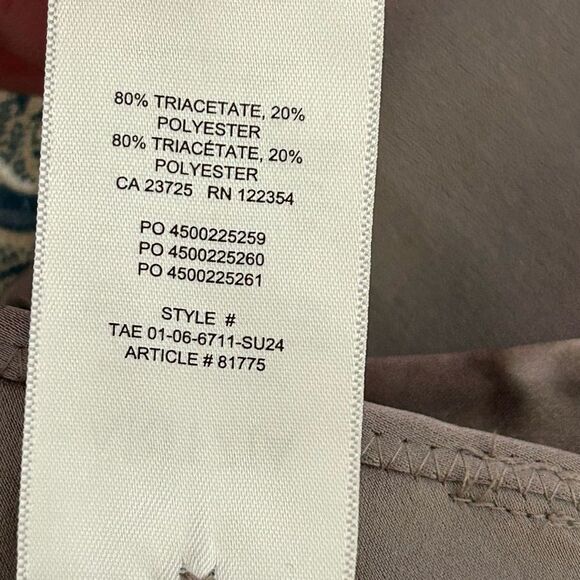 80% TRIACETATE, 20%
POLYESTER
80% TRIACÉTATE, 20%
POLYESTER
CA 23725 RN 122354
PO 4500225259
PO 4500225260
PO 4500225261
STYLE #
TAE 01-06-6711-SU24
ARTICLE # 81775